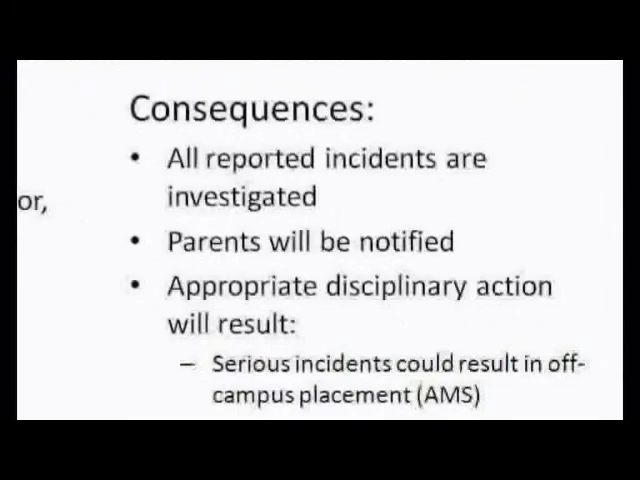 Consequences:
• All reported incidents are
investigated
or,
• Parents will be notified
• Appropriate disciplinary action
will result:
– Serious incidents could result in off-
campus placement (AMS)